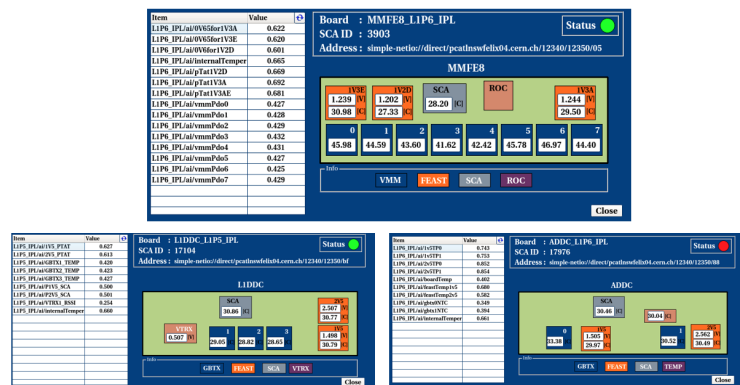 Item Value
L1P6_IPL/ai/0V65for1V3A 0.622
L1P6_IPL/ai/0V65for1V3E 0.620
L1P6_IPL/ai/0V6for1V2D 0.601
L1P6_IPL/ai/internalTemper 0.665
L1P6_IPL/ai/pTat1V2D 0.669
L1P6_IPL/ai/pTat1V3A 0.692
L1P6_IPL/ai/pTat1V3AE 0.681
L1P6_IPL/ai/vmmPdo0 0.427
L1P6_IPL/ai/vmmPdo1 0.428
L1P6_IPL/ai/vmmPdo2 0.429
L1P6_IPL/ai/vmmPdo3 0.432
L1P6_IPL/ai/vmmPdo4 0.431
L1P6_IPL/ai/vmmPdo5 0.427
L1P6_IPL/ai/vmmPdo6 0.425
L1P6_IPL/ai/vmmPdo7 0.429
Board : MMFE8_L1P6_IPL
SCA ID : 3903
Address : simple-netio://direct/pcatlnswfelix04.cern.ch/12340/12350/05
Status
MMFE8
1V3E 1V2D SCA ROC 1V3A
1.239 [V] 1.202 [V] 28.20 [C] 1.244 [V]
30.98 [C] 27.33 [C] 29.50 [C]
0 1 2 3 4 5 6 7
45.98 44.59 43.60 41.62 42.42 45.78 46.97 44.40
Info
VMM FEAST SCA ROC
Close
Item Value
L1P5_IPL/ai/1V5_PTAT 0.627
L1P5_IPL/ai/2V5_PTAT 0.613
L1P5_IPL/ai/GBTX1_TEMP 0.420
L1P5_IPL/ai/GBTX2_TEMP 0.423
L1P5_IPL/ai/GBTX3_TEMP 0.427
L1P5_IPL/ai/P1V5_SCA 0.500
L1P5_IPL/ai/P2V5_SCA 0.501
L1P5_IPL/ai/VTRX1_RSSI 0.254
L1P5_IPL/ai/internalTemper 0.660
Board : L1DDC_L1P5_IPL
SCA ID : 17104
Address : simple-netio://direct/pcatlnswfelix04.cern.ch/12340/12350/bf
Status
L1DDC
SCA
30.86 [C]
2V5
2.507 [V]
30.77 [C]
VTRX
0.507 [V]
1 2 3
29.05 [C] 28.82 [C] 28.65 [C]
1V5
1.498 [V]
30.79 [C]
Info
GBTX FEAST SCA VTRX
Close
Item Value
L1P6_IPL/ai/1v5TP0 0.743
L1P6_IPL/ai/1v5TP1 0.753
L1P6_IPL/ai/2v5TP0 0.852
L1P6_IPL/ai/2v5TP1 0.854
L1P6_IPL/ai/boardTemp 0.402
L1P6_IPL/ai/feastTemp1v5 0.600
L1P6_IPL/ai/feastTemp2v5 0.582
L1P6_IPL/ai/gbtx0NTC 0.349
L1P6_IPL/ai/gbtx1NTC 0.394
L1P6_IPL/ai/internalTemper 0.661
Board : ADDC_L1P6_IPL
SCA ID : 17976
Address : simple-netio://direct/pcatlnswfelix04.cern.ch/12340/12350/88
Status
ADDC
SCA
30.46 [C]
30.04 [C]
0
33.38 [C]
1V5
1.505 [V]
29.97 [C]
1
30.52 [C]
2V5
2.562 [V]
30.49 [C]
Info
GBTX FEAST SCA TEMP
Close